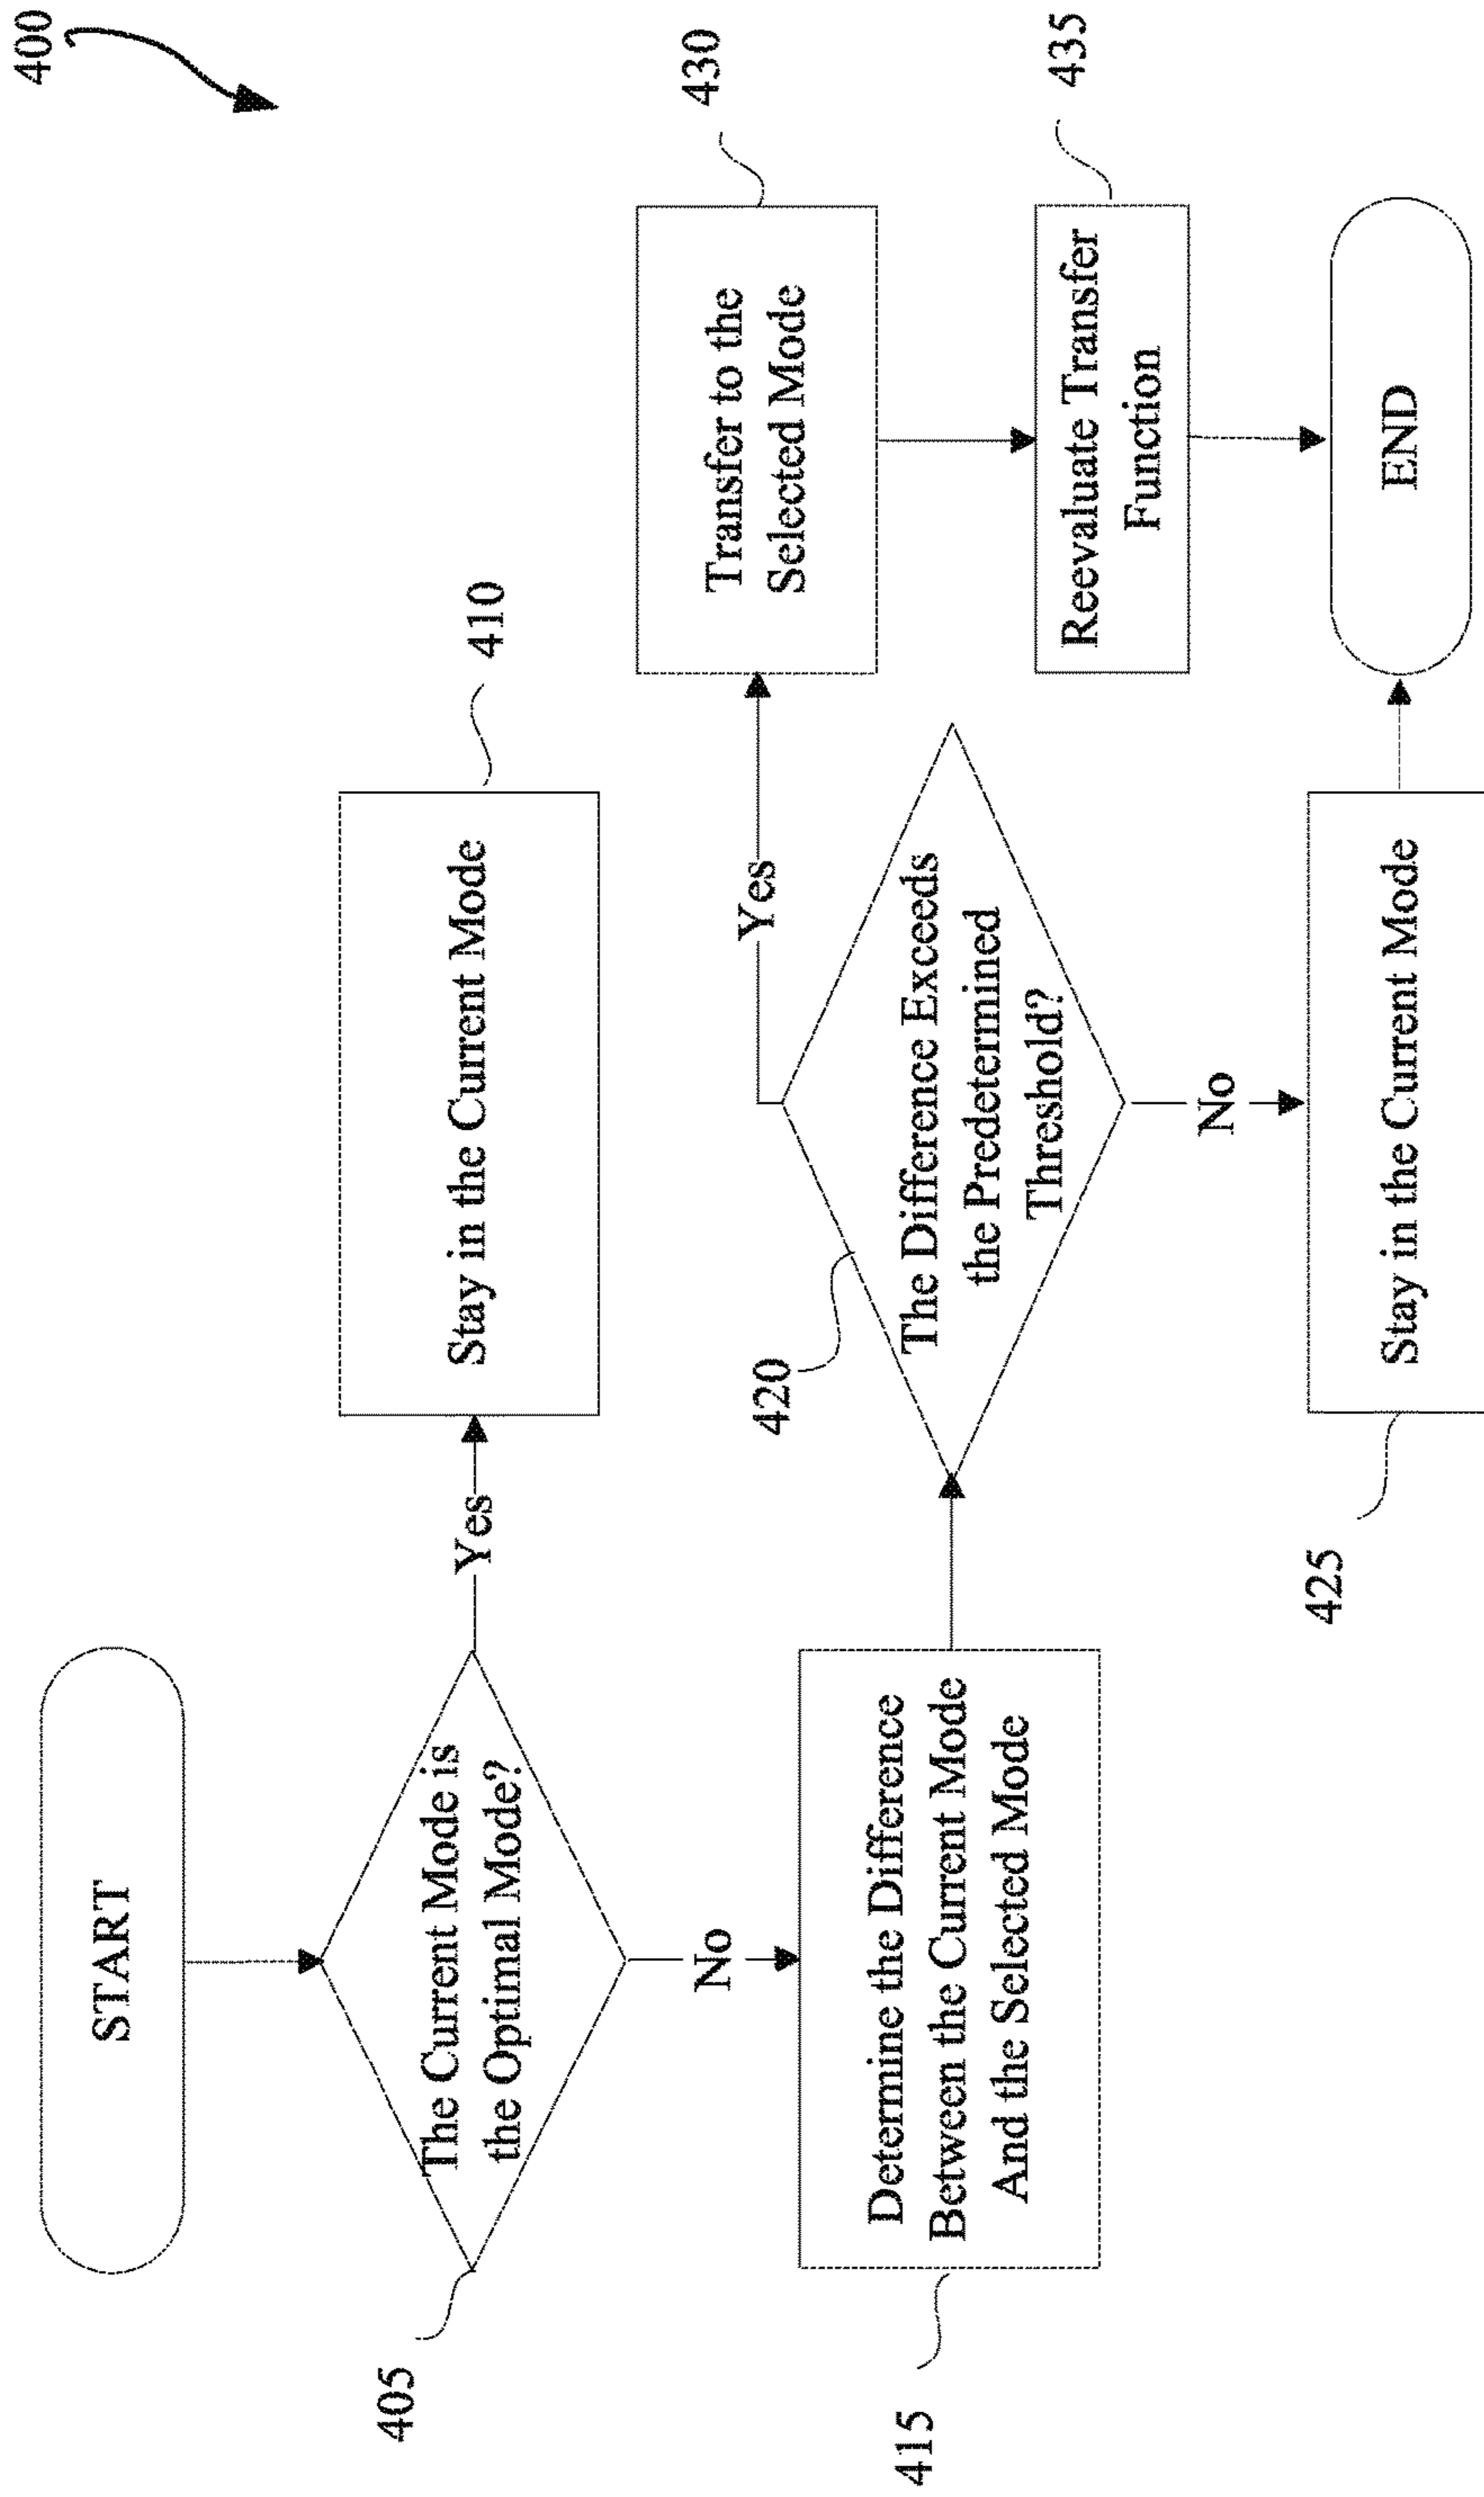 400
START
405
The Current Mode is
the Optimal Mode?
Yes
Stay in the Current Mode
410
No
415
Determine the Difference
Between the Current Mode
And the Selected Mode
420
The Difference Exceeds
the Predetermined
Threshold?
Yes
Transfer to the
Selected Mode
430
Reevaluate Transfer
Function
435
No
425
Stay in the Current Mode
END